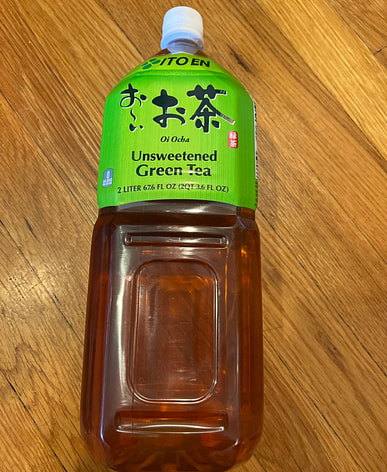 ITO EN
お～いお茶
緑茶
Oi Ocha
Unsweetened
Green Tea
2 LITER 67.6 FL OZ (2QT 3.6 FL OZ)